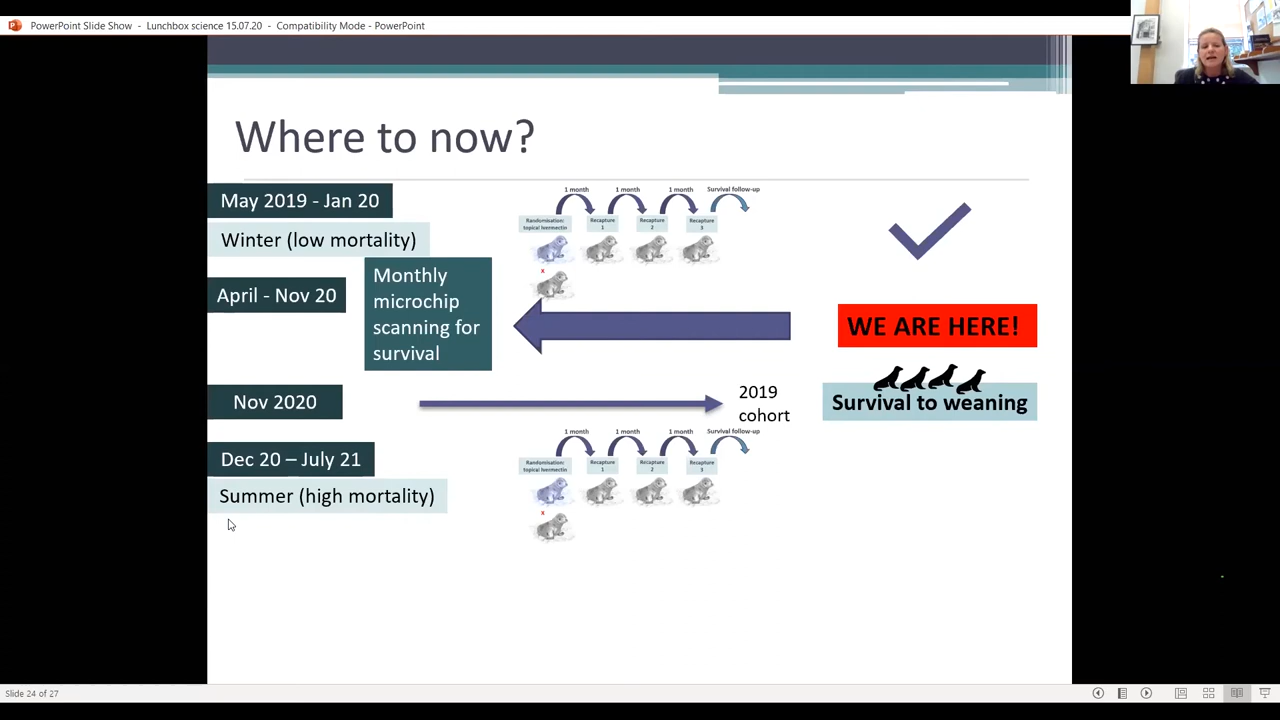 PowerPoint Slide Show - Lunchbox science 15.07.20 - Compatibility Mode - PowerPoint
Where to now?
May 2019 - Jan 20
Winter (low mortality)
1 month
1 month
1 month
Survival follow-up
Randomisation:
topical Ivermectin
Recapture
1
Recapture
2
Recapture
3
x
April - Nov 20
Monthly
microchip
scanning for
survival
WE ARE HERE!
Nov 2020
2019
cohort
Survival to weaning
Dec 20 – July 21
Summer (high mortality)
1 month
1 month
1 month
Survival follow-up
Randomisation:
topical Ivermectin
Recapture
1
Recapture
2
Recapture
3
x
Slide 24 of 27